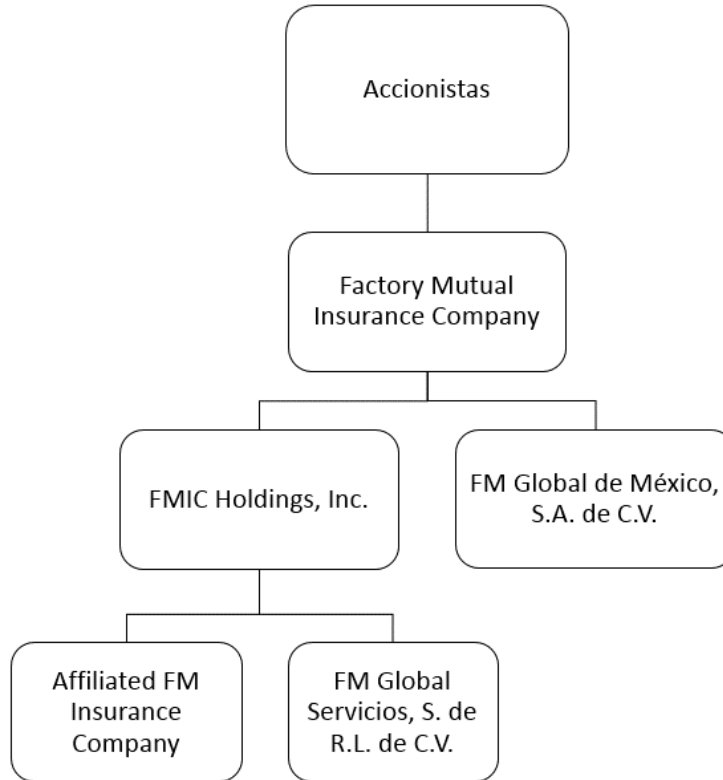 Accionistas
Factory Mutual
Insurance Company
FMIC Holdings, Inc.
FM Global de México,
S.A. de C.V.
Affiliated FM
Insurance
Company
FM Global
Servicios, S. de
R.L. de C.V.